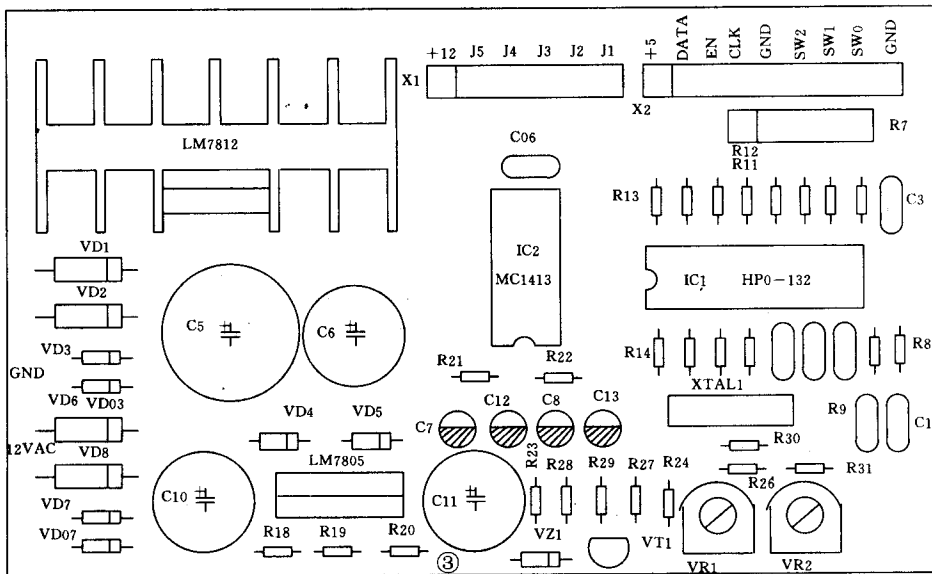 +12 J5 J4 J3 J2 J1
X1
+5 DATA EN CLK GND SW2 SW1 SW0 GND
X2
R7
LM7812
C06
R12
R11
R13
C3
IC2
MC1413
IC1 HP0-132
VD1
VD2
C5
C6
VD3
GND
VD6 VD03
R21
R22
R14
R8
XTAL1
C7 C12 C8 C13
R9
C1
VD4 VD5
12VAC
VD8
LM7805
R30
R23 R28 R29 R27 R24
R26 R31
VD7
C10
C11
VD07
R18 R19 R20
VZ1
VT1
③
VR1
VR2